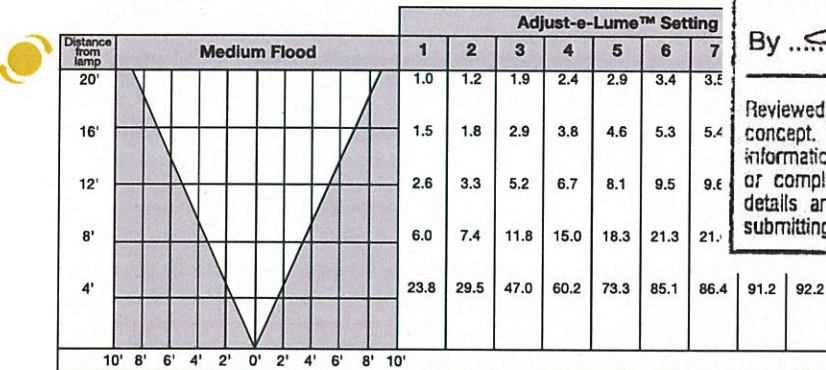 Adjust-e-Lume™ Setting
Distance from lamp Medium Flood 1 2 3 4 5 6 7
20' 1.0 1.2 1.9 2.4 2.9 3.4 3.5
16' 1.5 1.8 2.9 3.8 4.6 5.3 5.4
12' 2.6 3.3 5.2 6.7 8.1 9.5 9.6
8' 6.0 7.4 11.8 15.0 18.3 21.3 21.
4' 23.8 29.5 47.0 60.2 73.3 85.1 86.4 91.2 92.2
10' 8' 6' 4' 2' 0' 2' 4' 6' 8' 10'
By
Reviewed
concept.
or
details
submitting